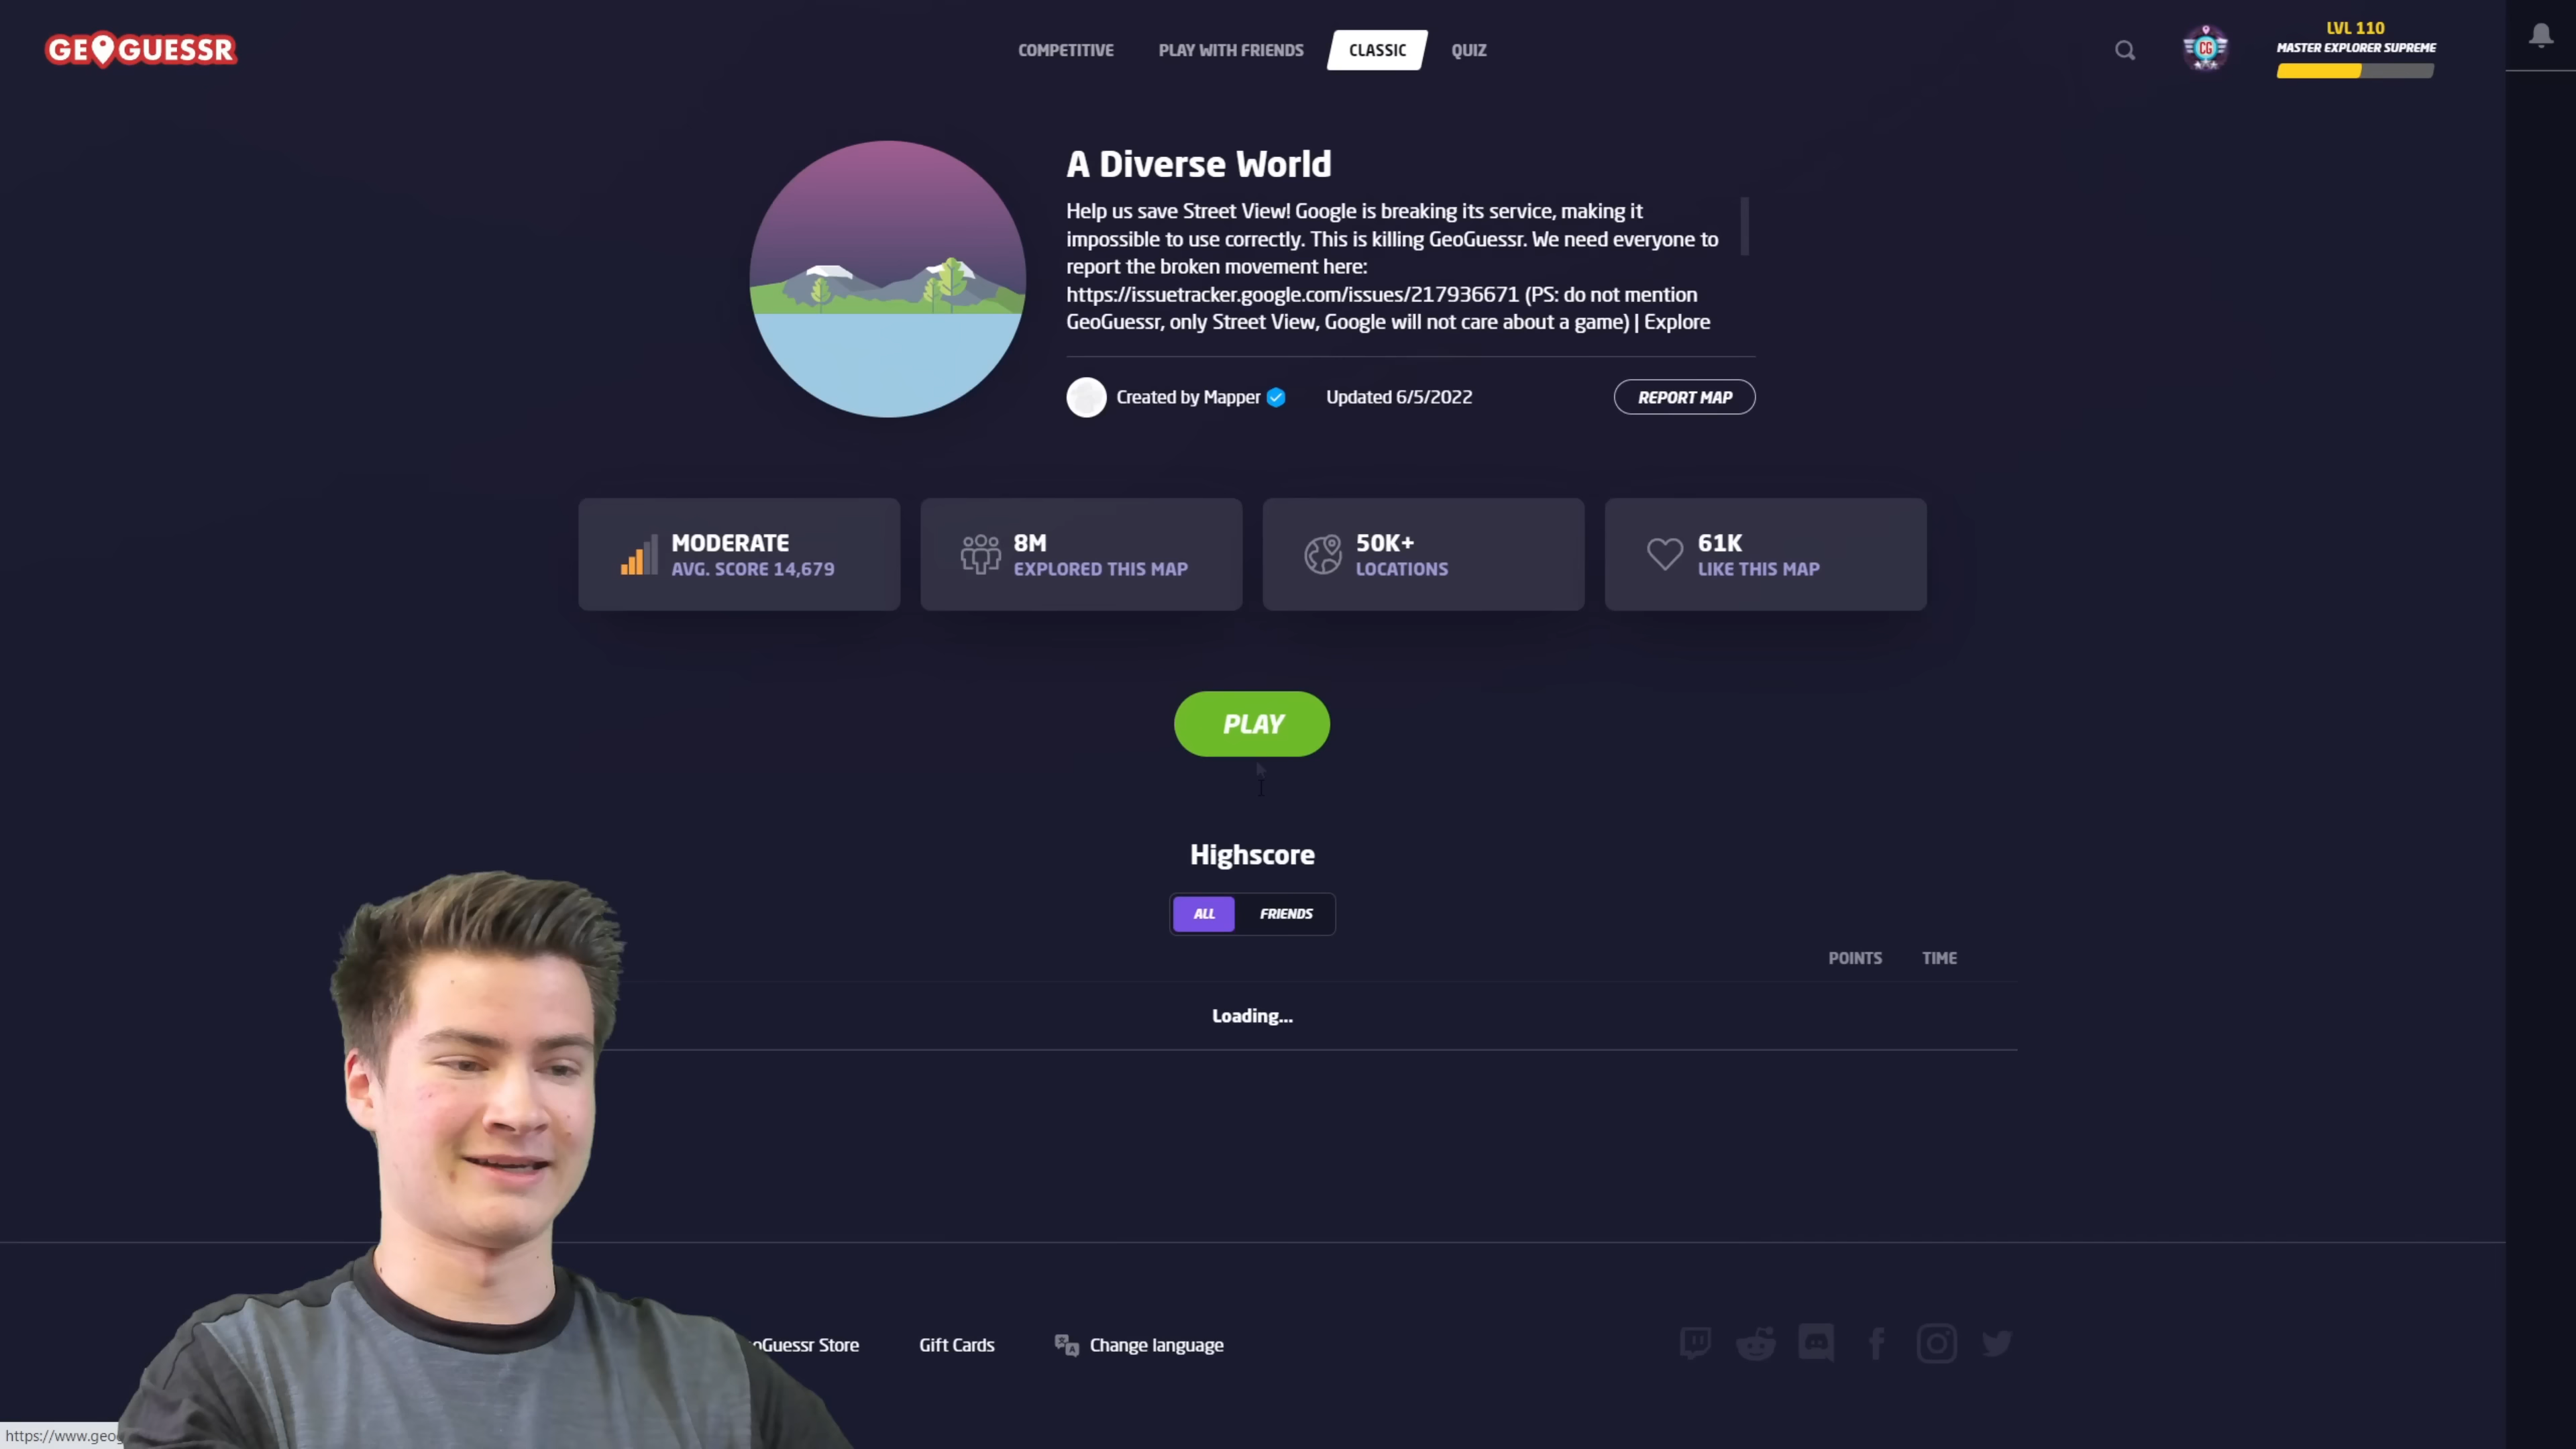 GEOGUESSR
COMPETITIVE
PLAY WITH FRIENDS
CLASSIC
QUIZ
CG
LVL 110
MASTER EXPLORER SUPREME
A Diverse World
Help us save Street View! Google is breaking its service, making it
impossible to use correctly. This is killing GeoGuessr. We need everyone to
report the broken movement here:
https://issuetracker.google.com/issues/217936671 (PS: do not mention
GeoGuessr, only Street View, Google will not care about a game) | Explore
Created by Mapper
Updated 6/5/2022
REPORT MAP
MODERATE
AVG. SCORE 14,679
8M
EXPLORED THIS MAP
50K+
LOCATIONS
61K
LIKE THIS MAP
PLAY
Highscore
ALL
FRIENDS
POINTS
TIME
Loading...
oGuessr Store
Gift Cards
Change language
https://www.geog